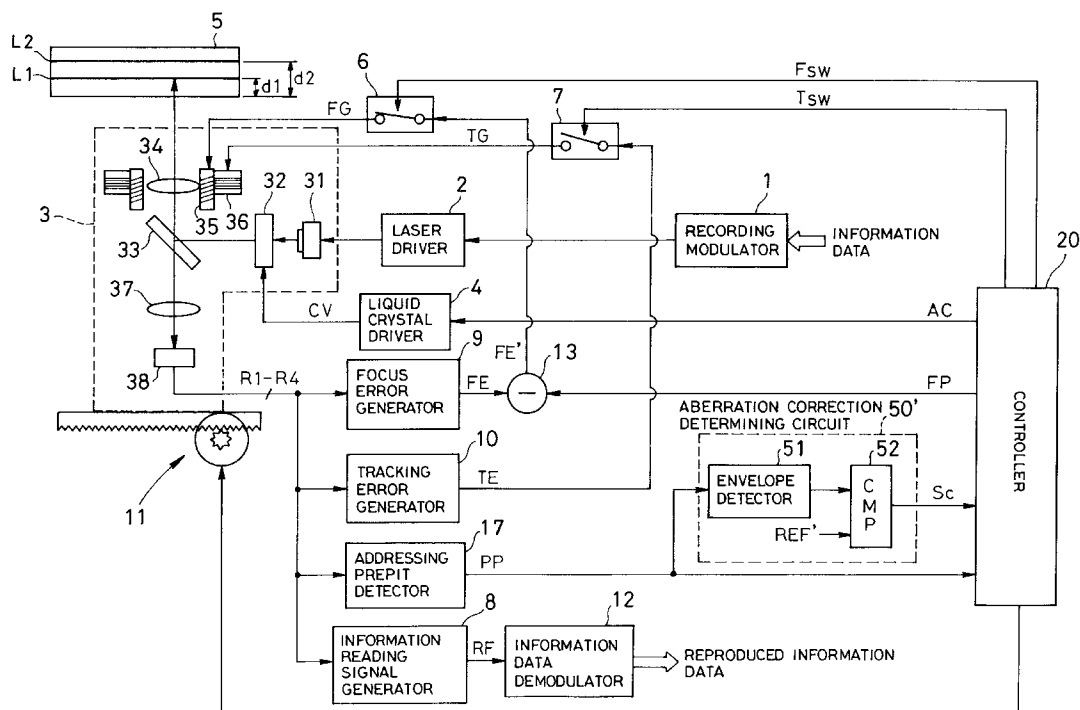 5
L2
L1
d1
d2
6
FSW
7
TSW
FG
TG
34
32
31
2
1
3
35
36
33
LASER
DRIVER
RECORDING
MODULATOR
INFORMATION
DATA
20
37
4
CV
LIQUID
CRYSTAL
DRIVER
AC
38
9
FE'
13
R1-R4
FOCUS
ERROR
GENERATOR
FE
−
FP
ABERRATION CORRECTION
DETERMINING CIRCUIT
50'
CONTROLLER
10
51
52
11
TRACKING
ERROR
GENERATOR
TE
ENVELOPE
DETECTOR
CMP
Sc
REF'
17
ADDRESSING
PREPIT
DETECTOR
PP
8
12
INFORMATION
READING
SIGNAL
GENERATOR
RF
INFORMATION
DATA
DEMODULATOR
REPRODUCED INFORMATION
DATA